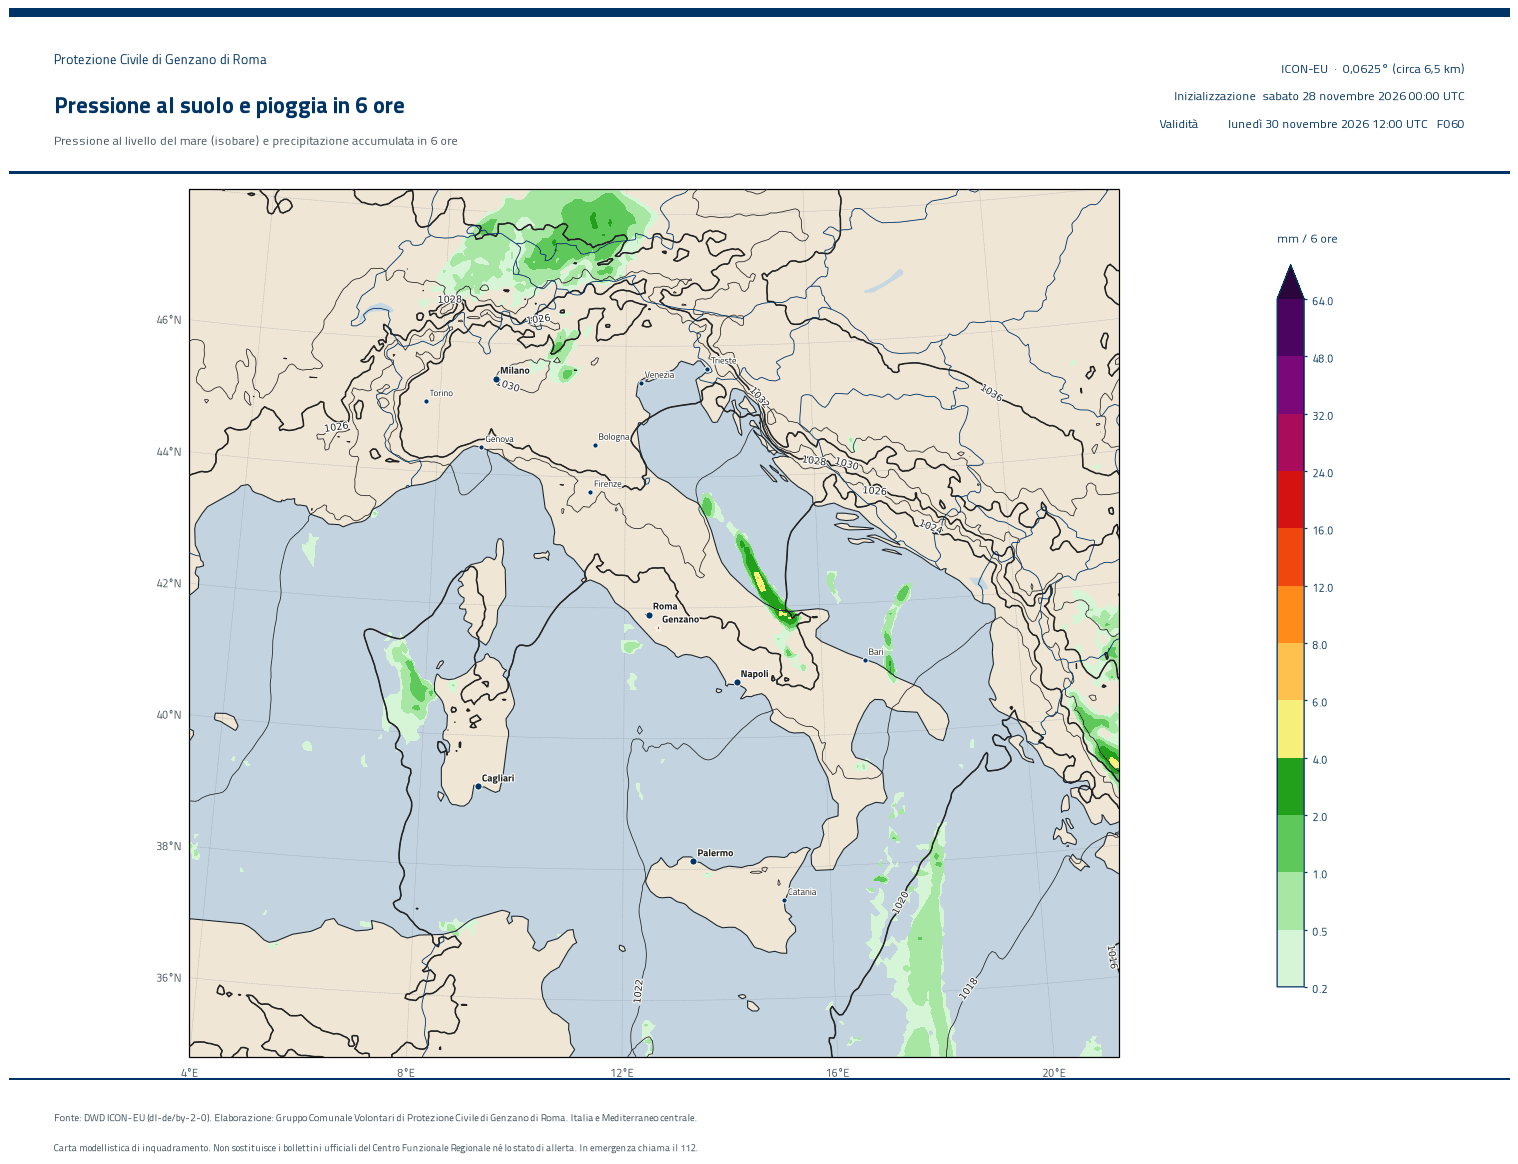 Protezione Civile di Genzano di Roma
Pressione al suolo e pioggia in 6 ore
Pressione al livello del mare (isobare) e precipitazione accumulata in 6 ore
ICON-EU · 0,0625° (circa 6,5 km)
Inizializzazione sabato 28 novembre 2026 00:00 UTC
Validità lunedì 30 novembre 2026 12:00 UTC F060
mm / 6 ore
64.0
48.0
32.0
24.0
16.0
12.0
8.0
6.0
4.0
2.0
1.0
0.5
0.2
46°N
44°N
42°N
40°N
38°N
36°N
4°E
8°E
12°E
16°E
20°E
1028
1026
Trieste
Milano
Venezia
1030
Torino
1032
1036
1026
Genova
Bologna
1028
1030
Firenze
1026
1024
Roma
Genzano
Bari
Napoli
Cagliari
Palermo
Catania
1020
1016
1022
1018
Fonte: DWD ICON-EU (dl-de/by-2-0). Elaborazione: Gruppo Comunale Volontari di Protezione Civile di Genzano di Roma. Italia e Mediterraneo centrale.
Carta modellistica di inquadramento. Non sostituisce i bollettini ufficiali del Centro Funzionale Regionale né lo stato di allerta. In emergenza chiama il 112.